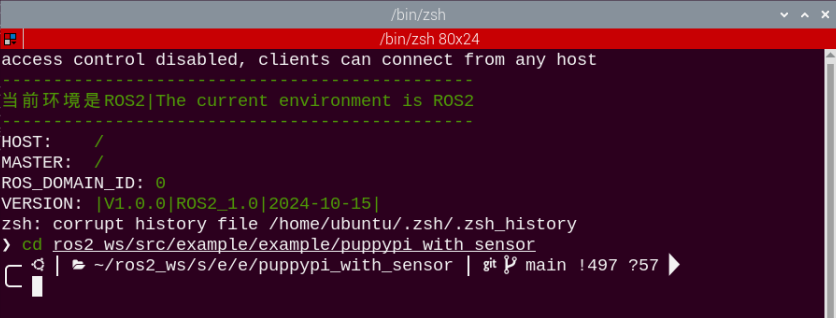 /bin/zsh
/bin/zsh 80x24
access control disabled, clients can connect from any host
----------------------------------------------
当前环境是ROS2|The current environment is ROS2
----------------------------------------------
HOST: /
MASTER: /
ROS_DOMAIN_ID: 0
VERSION: |V1.0.0|ROS2_1.0|2024-10-15|
zsh: corrupt history file /home/ubuntu/.zsh/.zsh_history
❯ cd ros2_ws/src/example/example/puppypi_with_sensor
~/ros2_ws/s/e/e/puppypi_with_sensor | git main !497 ?57